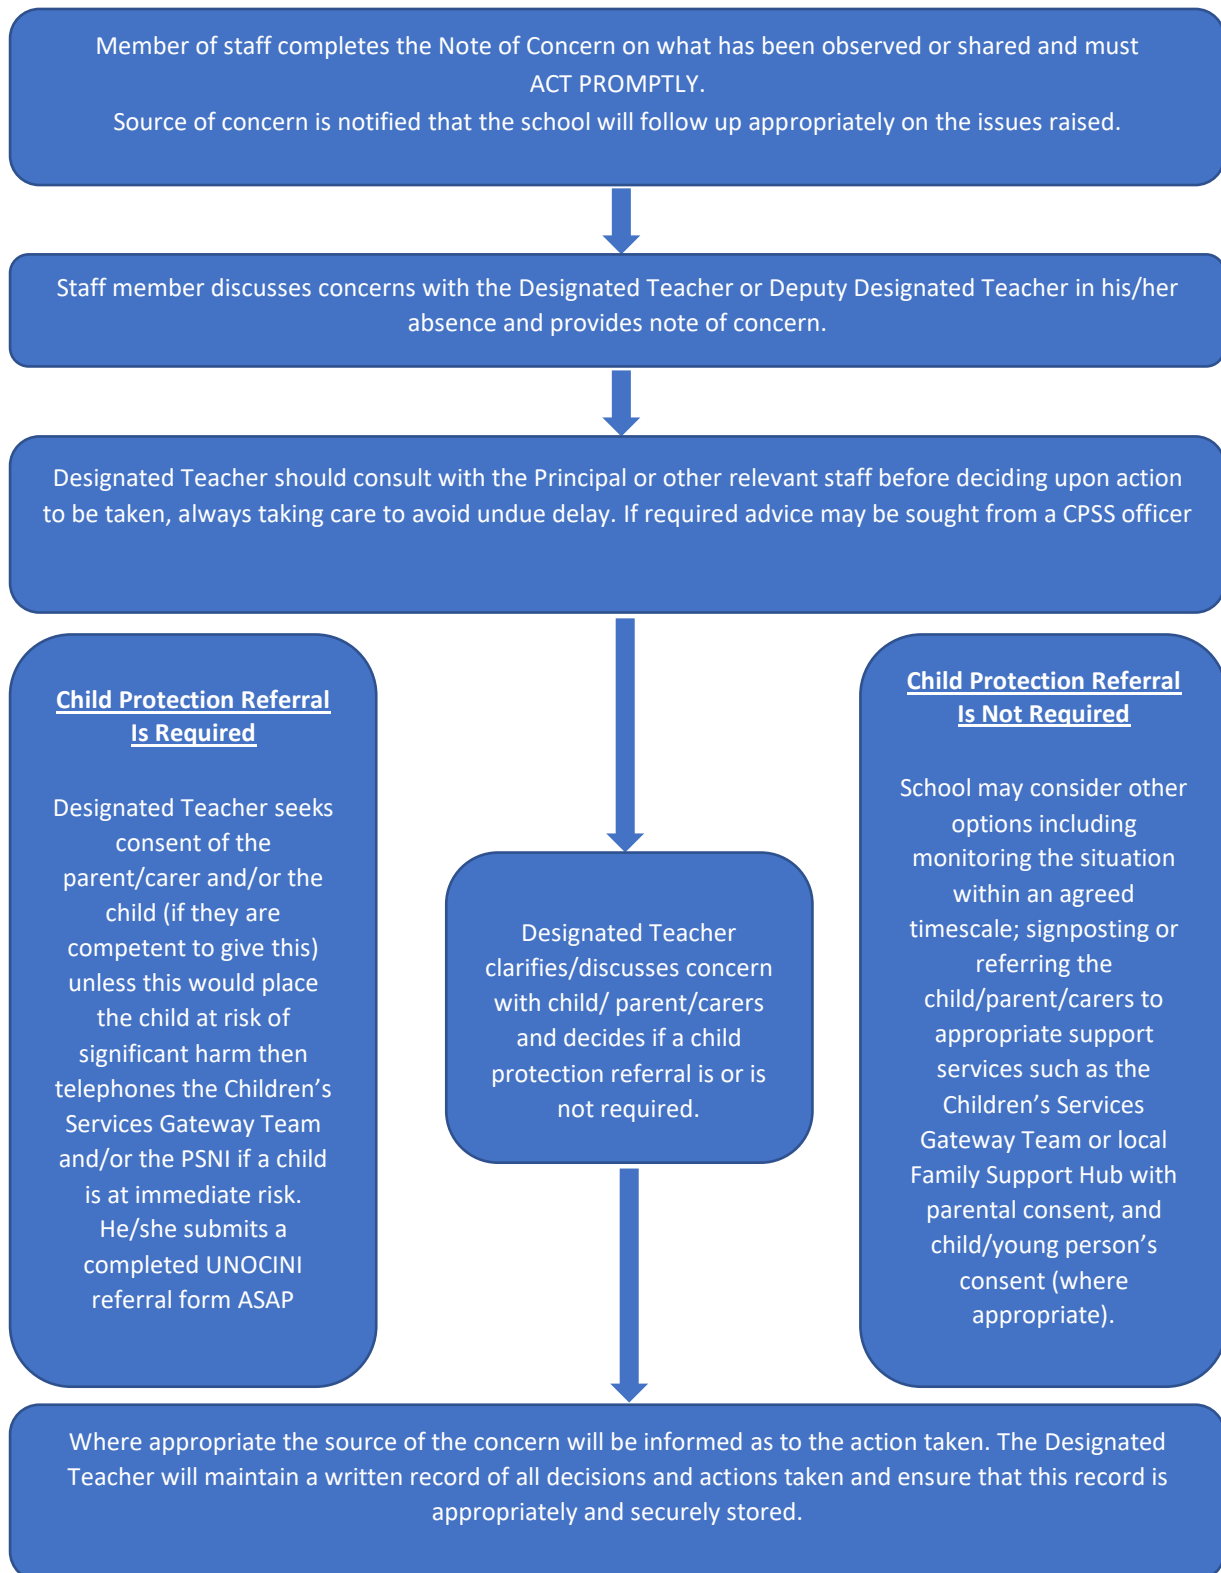 Member of staff completes the Note of Concern on what has been observed or shared and must
ACT PROMPTLY.
Source of concern is notified that the school will follow up appropriately on the issues raised.
Staff member discusses concerns with the Designated Teacher or Deputy Designated Teacher in his/her
absence and provides note of concern.
Designated Teacher should consult with the Principal or other relevant staff before deciding upon action
to be taken, always taking care to avoid undue delay. If required advice may be sought from a CPSS officer
Child Protection Referral
Is Required
Designated Teacher seeks
consent of the
parent/carer and/or the
child (if they are
competent to give this)
unless this would place
the child at risk of
significant harm then
telephones the Children’s
Services Gateway Team
and/or the PSNI if a child
is at immediate risk.
He/she submits a
completed UNOCINI
referral form ASAP
Designated Teacher
clarifies/discusses concern
with child/ parent/carers
and decides if a child
protection referral is or is
not required.
Child Protection Referral
Is Not Required
School may consider other
options including
monitoring the situation
within an agreed
timescale; signposting or
referring the
child/parent/carers to
appropriate support
services such as the
Children’s Services
Gateway Team or local
Family Support Hub with
parental consent, and
child/young person’s
consent (where
appropriate).
Where appropriate the source of the concern will be informed as to the action taken. The Designated
Teacher will maintain a written record of all decisions and actions taken and ensure that this record is
appropriately and securely stored.